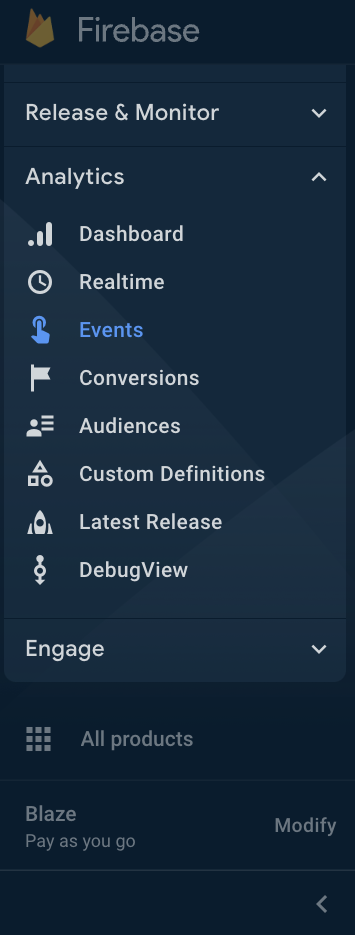 Firebase
Release & Monitor
Analytics
Dashboard
Realtime
Events
Conversions
Audiences
Custom Definitions
Latest Release
DebugView
Engage
All products
Blaze
Modify
Pay as you go